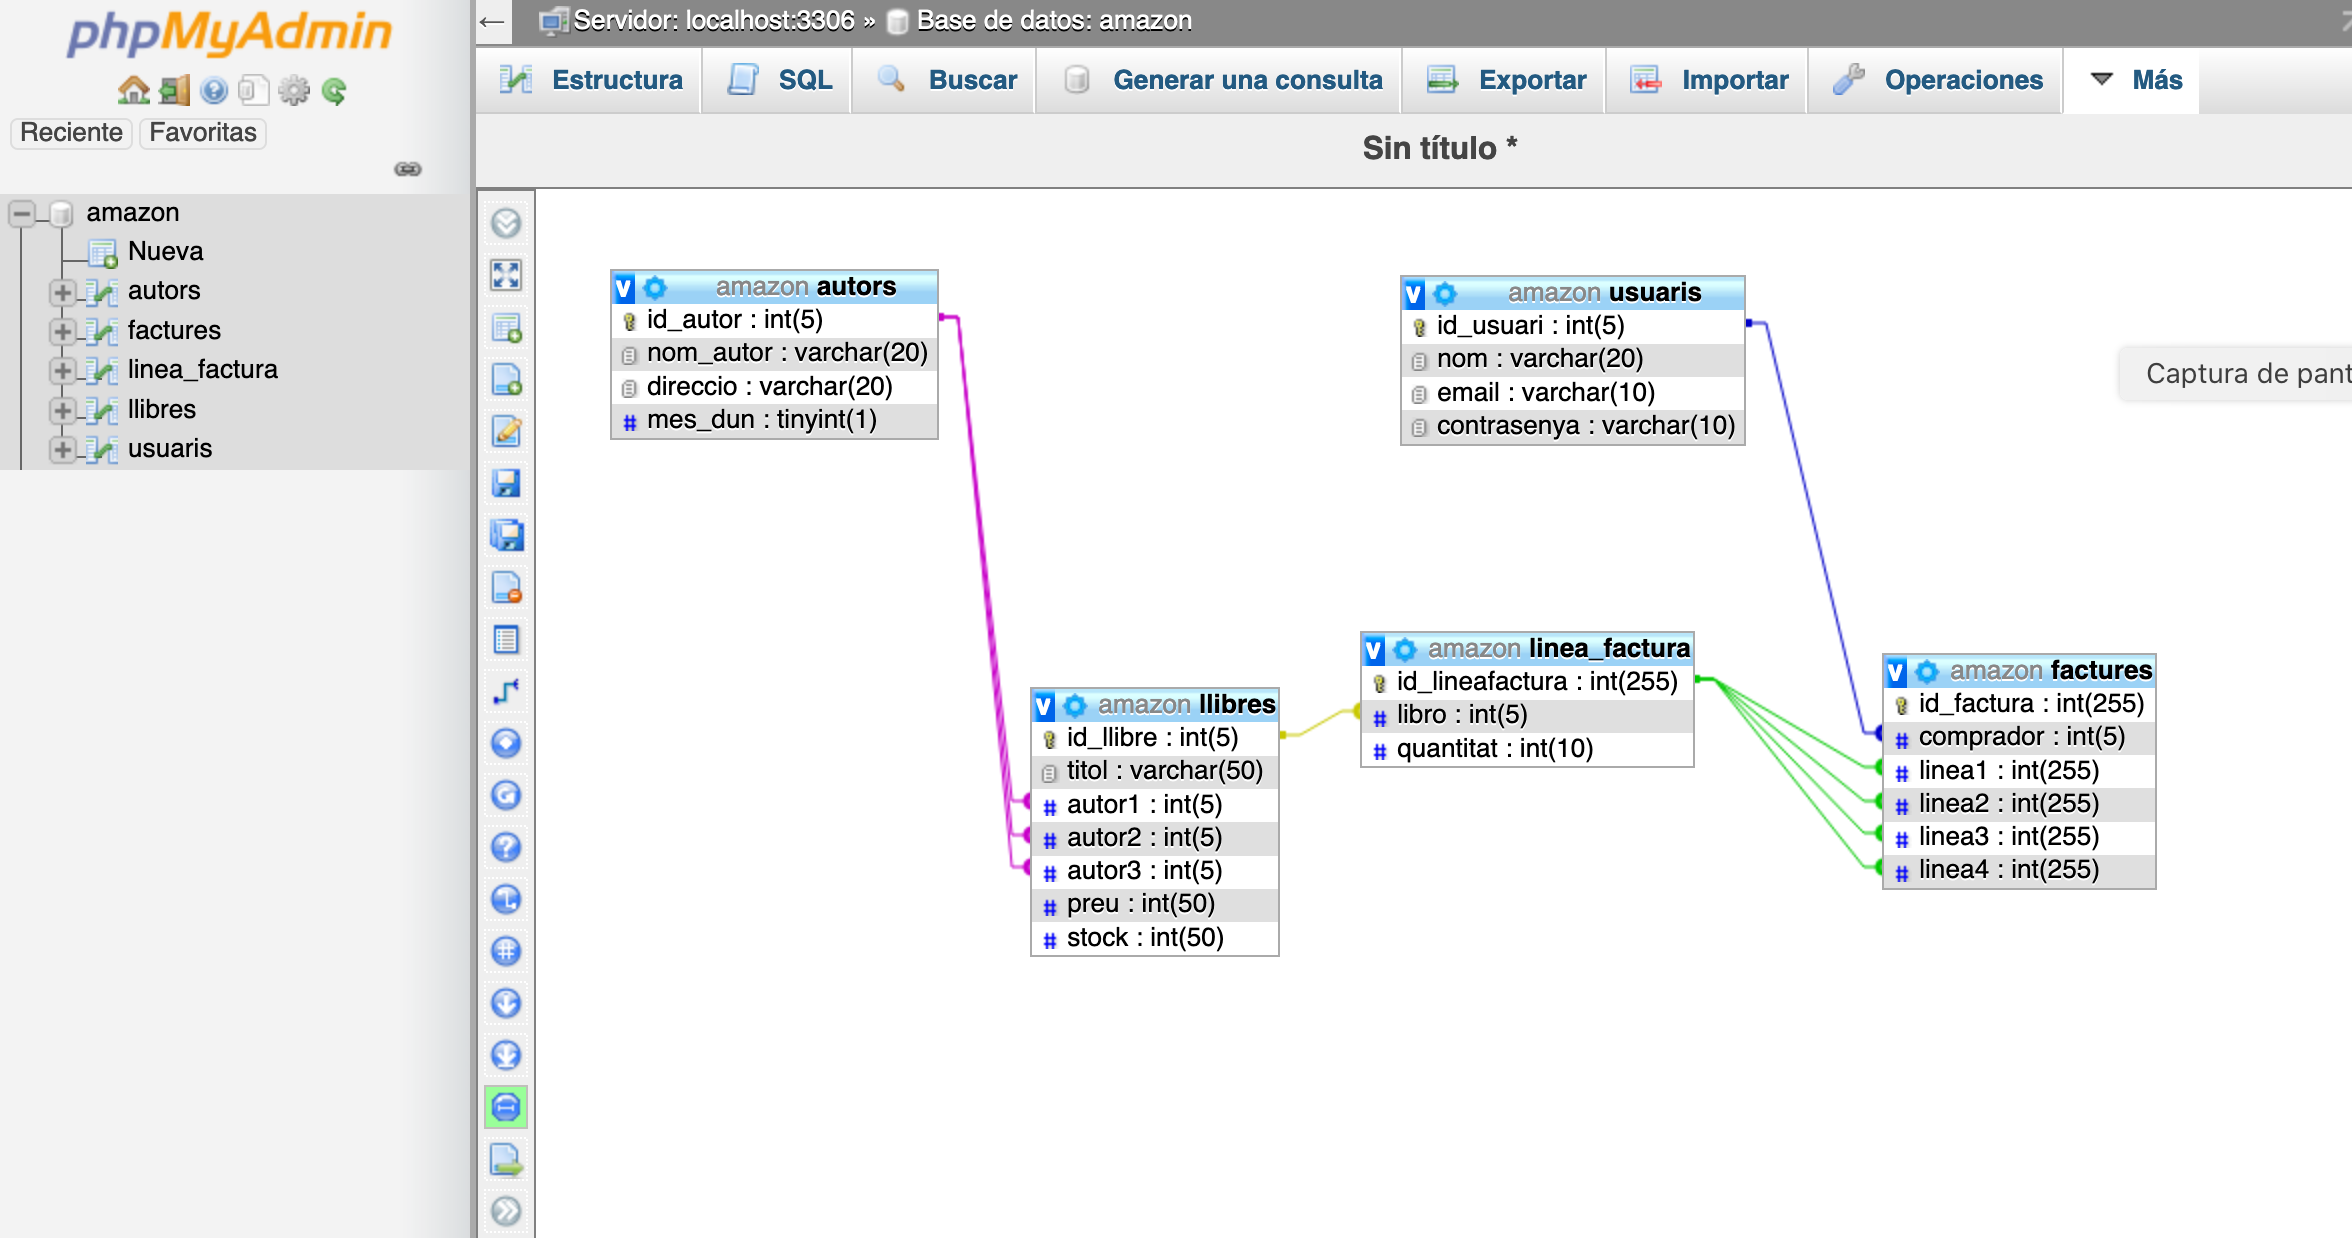 phpMyAdmin
Reciente Favoritas
amazon
Nueva
autors
factures
linea_factura
llibres
usuaris
← Servidor: localhost:3306 » Base de datos: amazon
Estructura SQL Buscar Generar una consulta Exportar Importar Operaciones Más
Sin título *
amazon autors
id_autor : int(5)
nom_autor : varchar(20)
direccio : varchar(20)
# mes_dun : tinyint(1)
amazon usuaris
id_usuari : int(5)
nom : varchar(20)
email : varchar(10)
contrasenya : varchar(10)
Captura de pant
amazon llibres
id_llibre : int(5)
titol : varchar(50)
# autor1 : int(5)
# autor2 : int(5)
# autor3 : int(5)
# preu : int(50)
# stock : int(50)
amazon linea_factura
id_lineafactura : int(255)
# libro : int(5)
# quantitat : int(10)
amazon factures
id_factura : int(255)
# comprador : int(5)
# linea1 : int(255)
# linea2 : int(255)
# linea3 : int(255)
# linea4 : int(255)